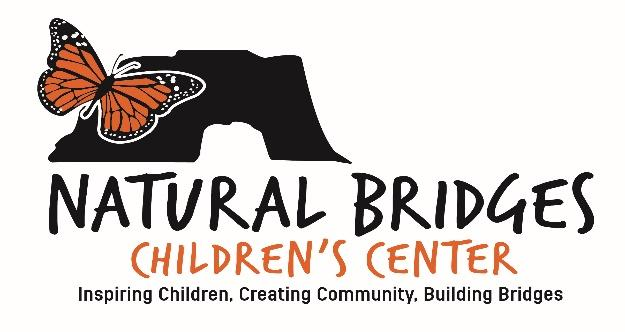 NATURAL BRIDGES
CHILDREN'S CENTER
Inspiring Children, Creating Community, Building Bridges